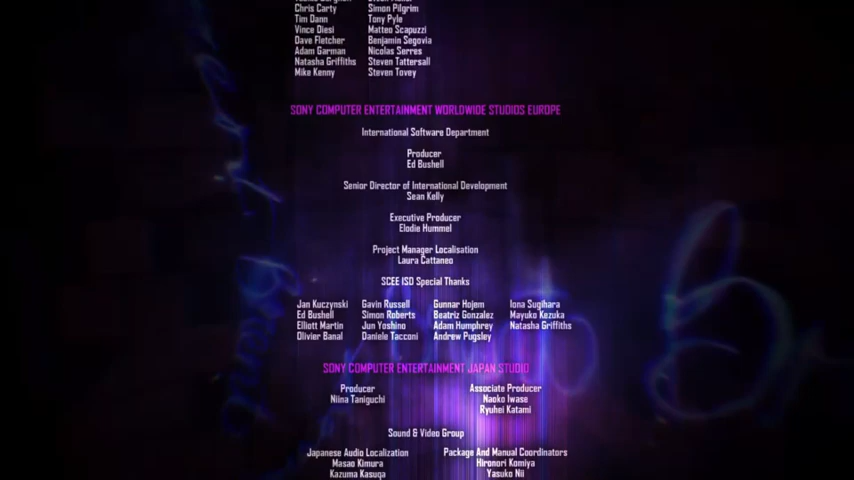 Chris Carty Simon Pilgrim
Tim Dann Tony Pyle
Vince Diesi Matteo Scapuzzi
Dave Fletcher Benjamin Segovia
Adam Garman Nicolas Serres
Natasha Griffiths Steven Tattersall
Mike Kenny Steven Tovey
SONY COMPUTER ENTERTAINMENT WORLDWIDE STUDIOS EUROPE
International Software Department
Producer
Ed Bushell
Senior Director of International Development
Sean Kelly
Executive Producer
Elodie Hummel
Project Manager Localisation
Laura Cattaneo
SCEE ISD Special Thanks
Jan Kuczynski Gavin Russell Gunnar Hojem Iona Sugihara
Ed Bushell Simon Roberts Beatriz Gonzalez Mayuko Kezuka
Elliott Martin Jun Yoshino Adam Humphrey Natasha Griffiths
Olivier Banal Daniele Tacconi Andrew Pugsley
SONY COMPUTER ENTERTAINMENT JAPAN STUDIO
Producer Associate Producer
Niina Taniguchi Naoko Iwase
Ryuhei Katami
Sound & Video Group
Japanese Audio Localization Package And Manual Coordinators
Masao Kimura Hironori Komiya
Kazuma Kasuga Yasuko Nii